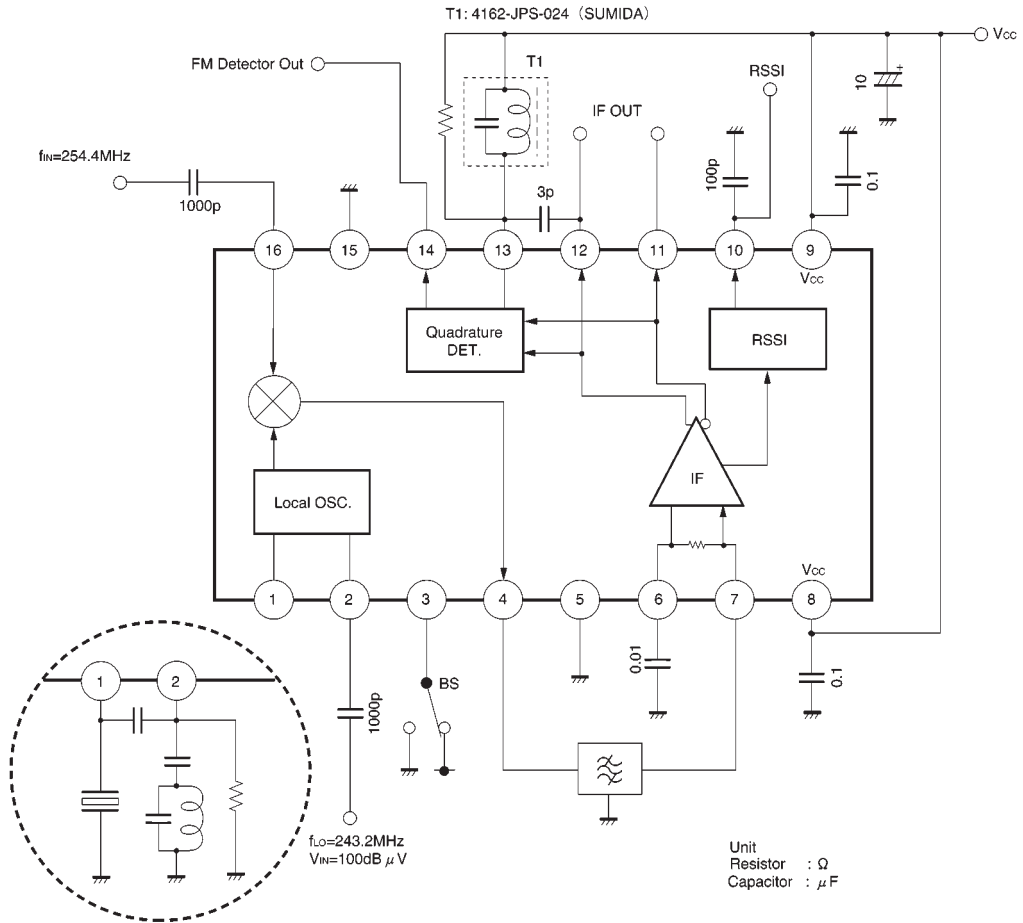 T1: 4162-JPS-024（SUMIDA）
Vcc
FM Detector Out
T1
RSSI
10
+
IF OUT
fIN=254.4MHz
1000p
3p
100p
0.1
16
15
14
13
12
11
10
9
Vcc
Quadrature
DET.
RSSI
IF
Local OSC.
Vcc
1
2
3
4
5
6
7
8
1
2
BS
1000p
0.01
0.1
fLO=243.2MHz
VIN=100dB μ V
Unit
Resistor : Ω
Capacitor : μ F